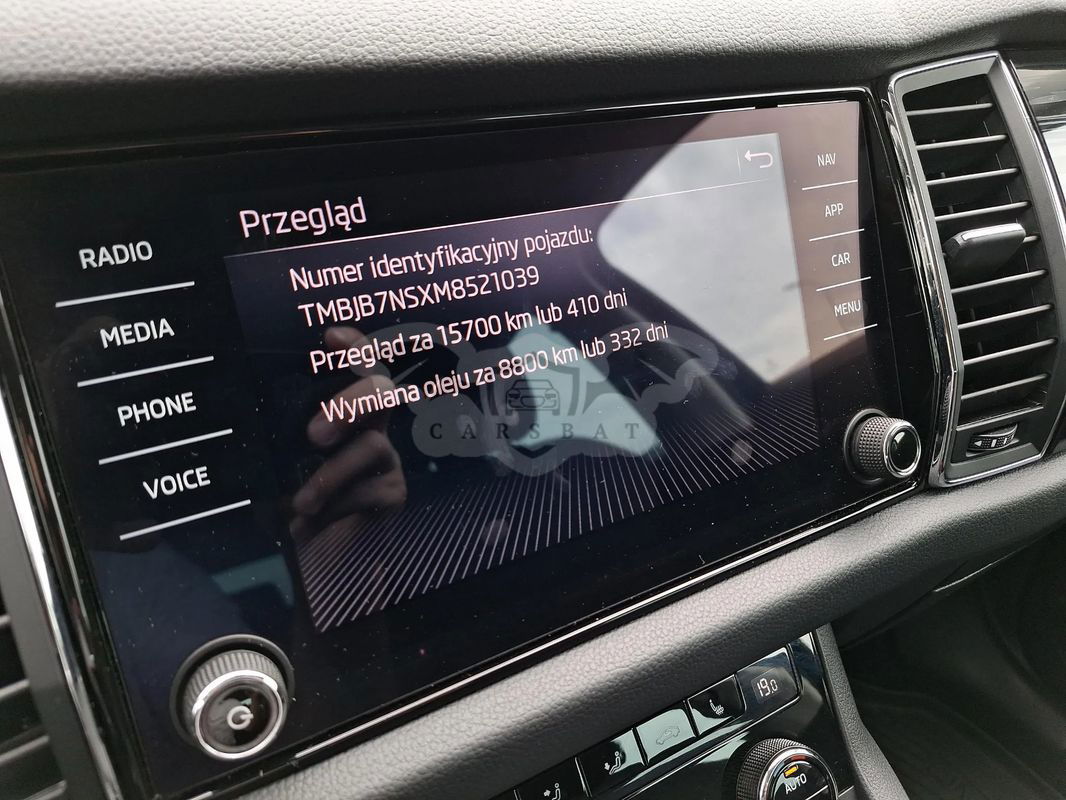 Przegląd
Numer identyfikacyjny pojazdu:
TMBJB7NSXM8521039
Przegląd za 15700 km lub 410 dni
Wymiana oleju za 8800 km lub 332 dni
RADIO
MEDIA
PHONE
VOICE
NAV
APP
CAR
MENU
CARSBAT
19.0
AUTO